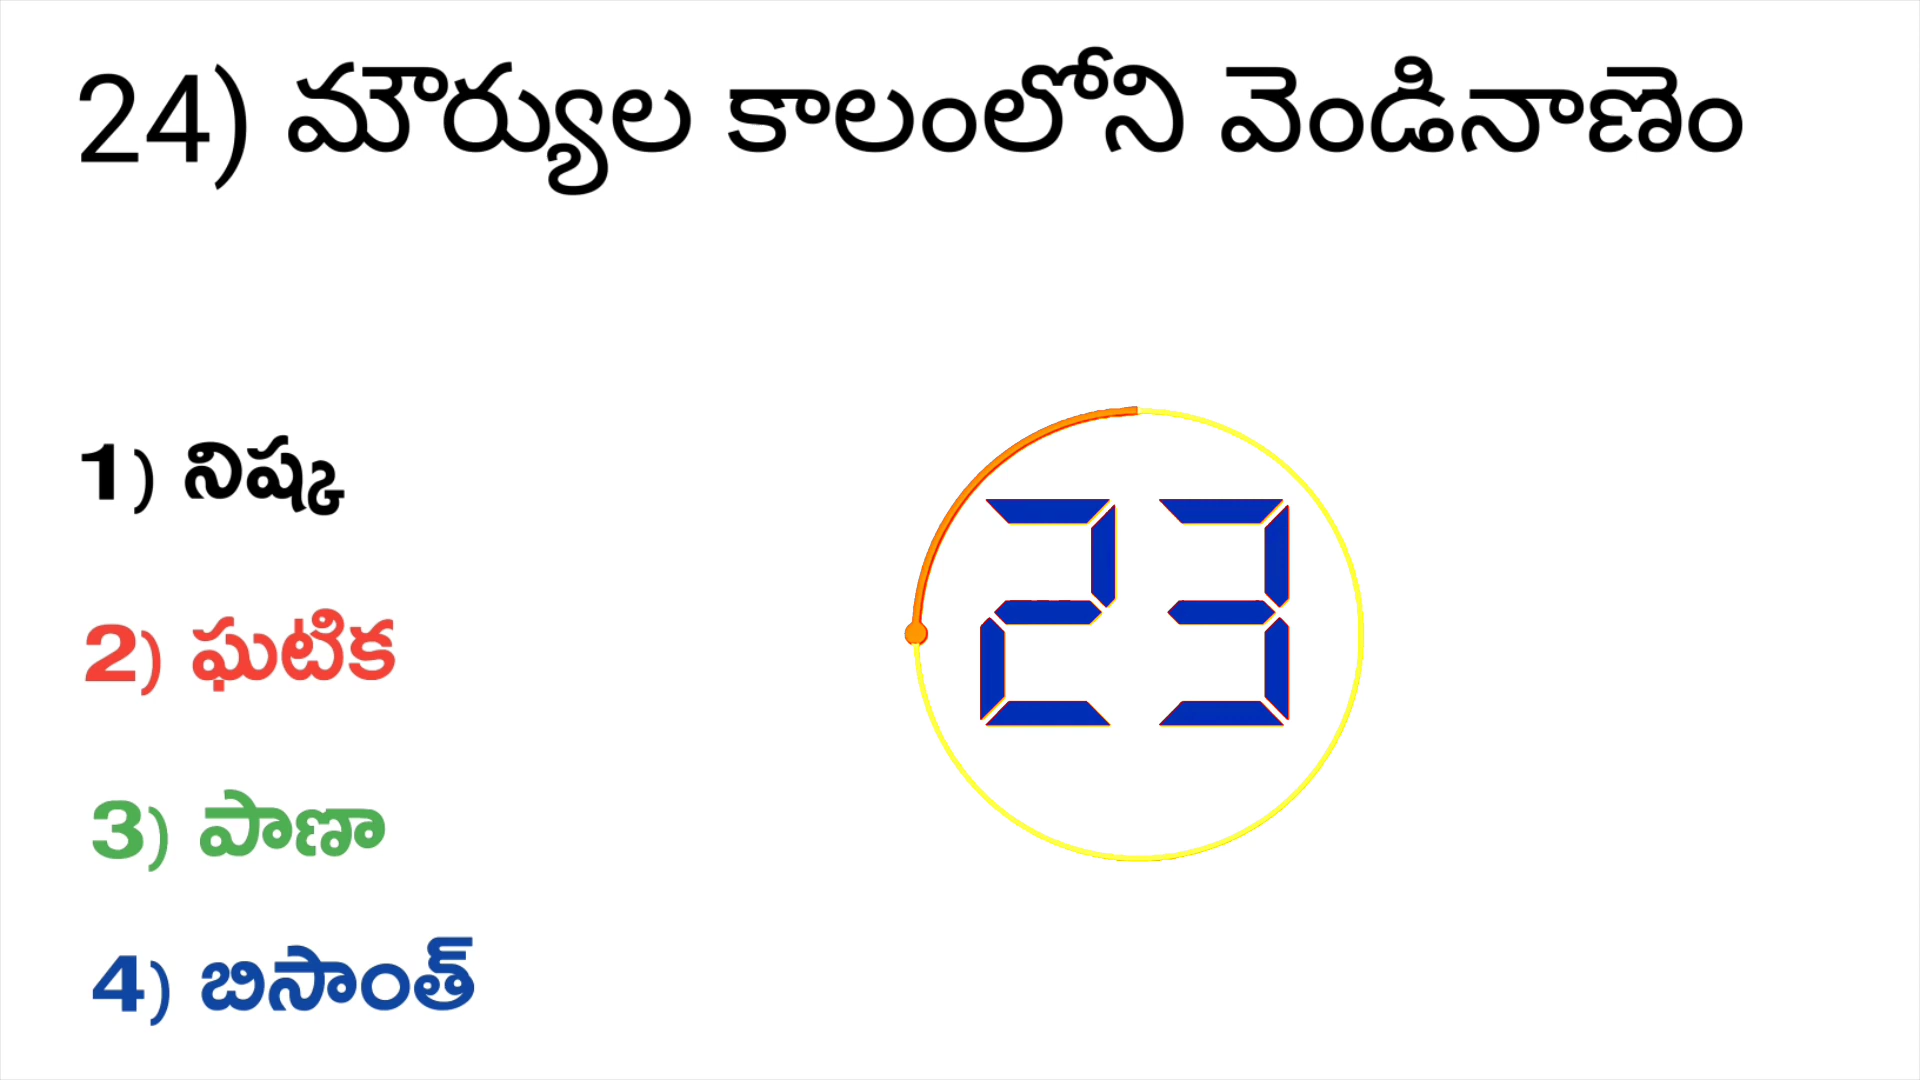 24) మౌర్యుల కాలంలోని వెండినాణెం
1) నిష్క
2) ఘటిక
23
3) పాణా
4) బిసాంత్